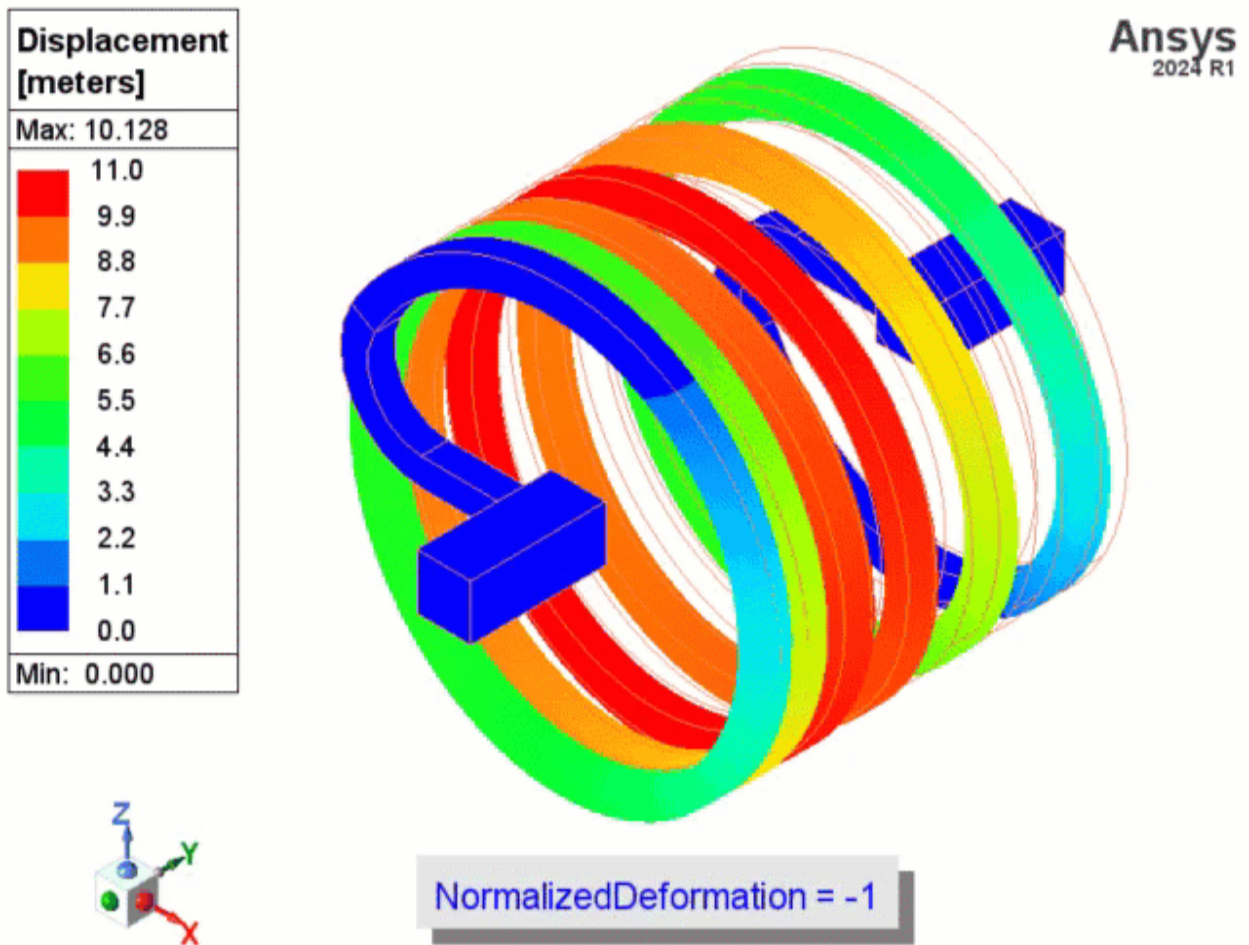 Displacement
[meters]
Max: 10.128
11.0
9.9
8.8
7.7
6.6
5.5
4.4
3.3
2.2
1.1
0.0
Min: 0.000
Ansys
2024 R1
Z
Y
X
NormalizedDeformation = -1